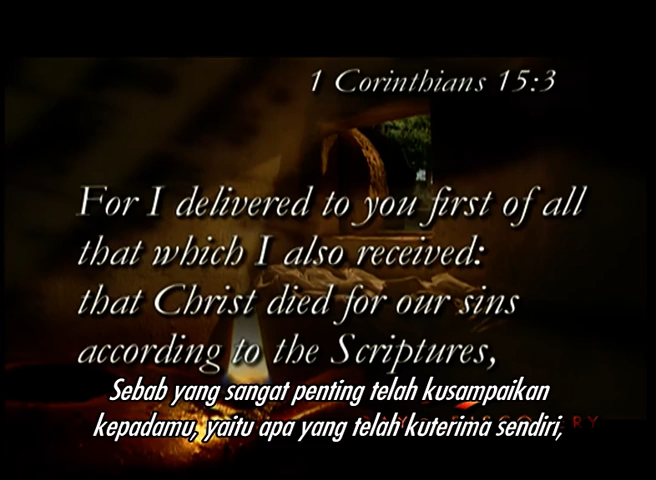 1 Corinthians 15:3
For I delivered to you first of all
that which I also received:
that Christ died for our sins
according to the Scriptures,
Sebab yang sangat penting telah kusampaikan
kepadamu, yaitu apa yang telah kuterima sendiri,